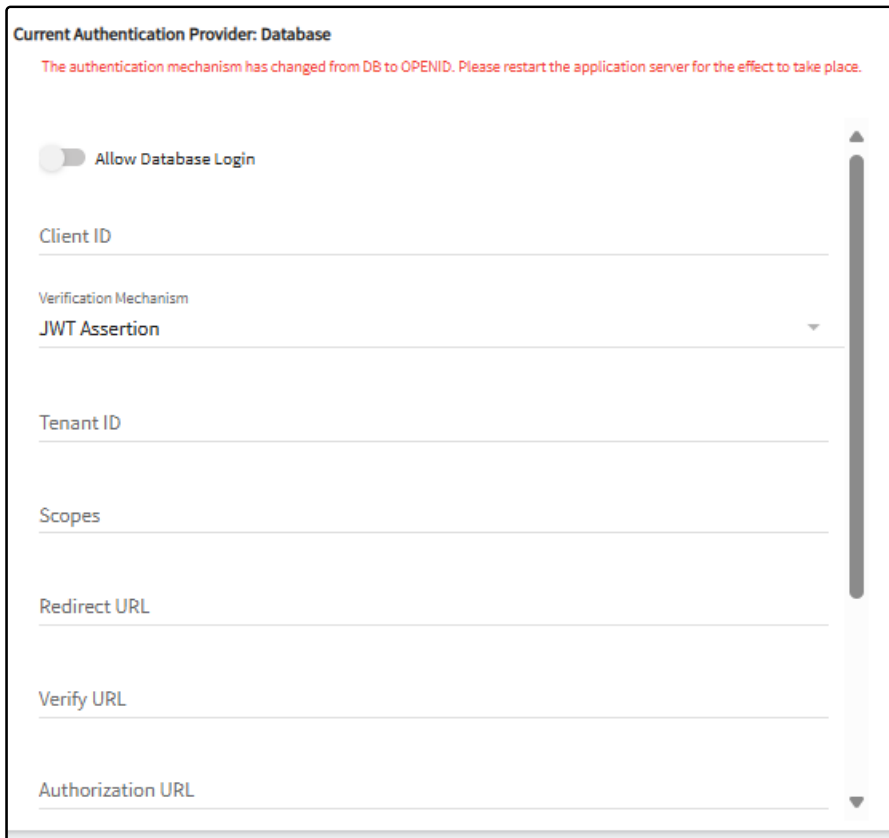 Current Authentication Provider: Database
The authentication mechanism has changed from DB to OPENID. Please restart the application server for the effect to take place.
Allow Database Login
Client ID
Verification Mechanism
JWT Assertion
Tenant ID
Scopes
Redirect URL
Verify URL
Authorization URL